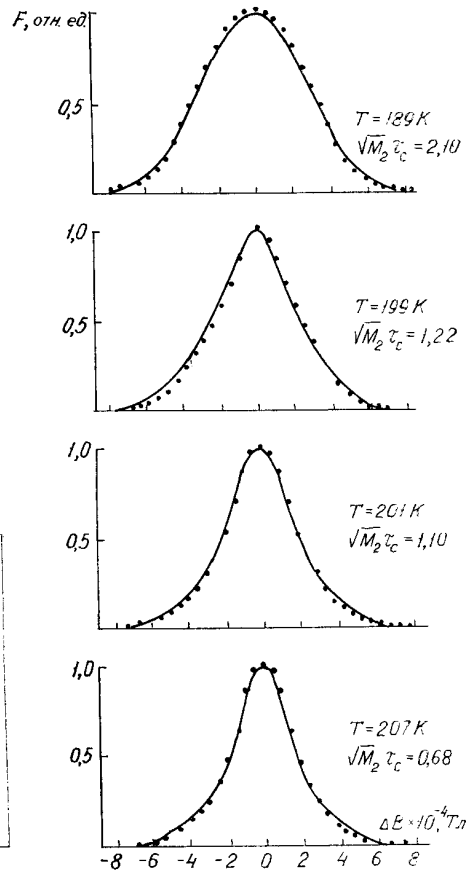 F, отн. ед.
0,5
T = 189 K
√M₂ τc = 2,10
1,0
0,5
T = 199 K
√M₂ τc = 1,22
1,0
0,5
T = 201 K
√M₂ τc = 1,10
1,0
0,5
T = 207 K
√M₂ τc = 0,68
ΔB × 10⁻⁴, Тл
-8 -6 -4 -2 0 2 4 6 8